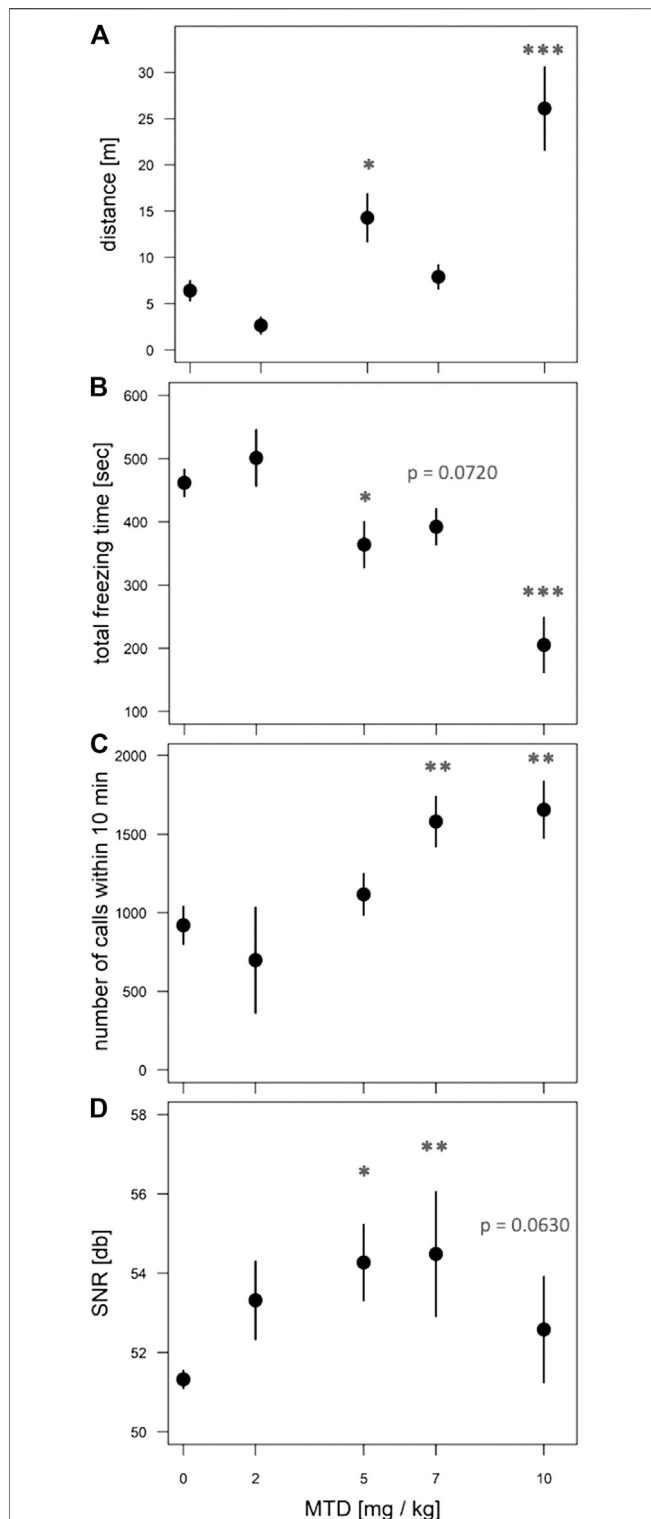 A
distance [m]
30
25
20
15
10
5
0
*
***
B
total freezing time [sec]
600
500
400
300
200
100
*
p = 0.0720
***
C
number of calls within 10 min
2000
1500
1000
500
0
**
**
D
SNR [db]
58
56
54
52
50
*
**
p = 0.0630
0 2 5 7 10
MTD [mg / kg]